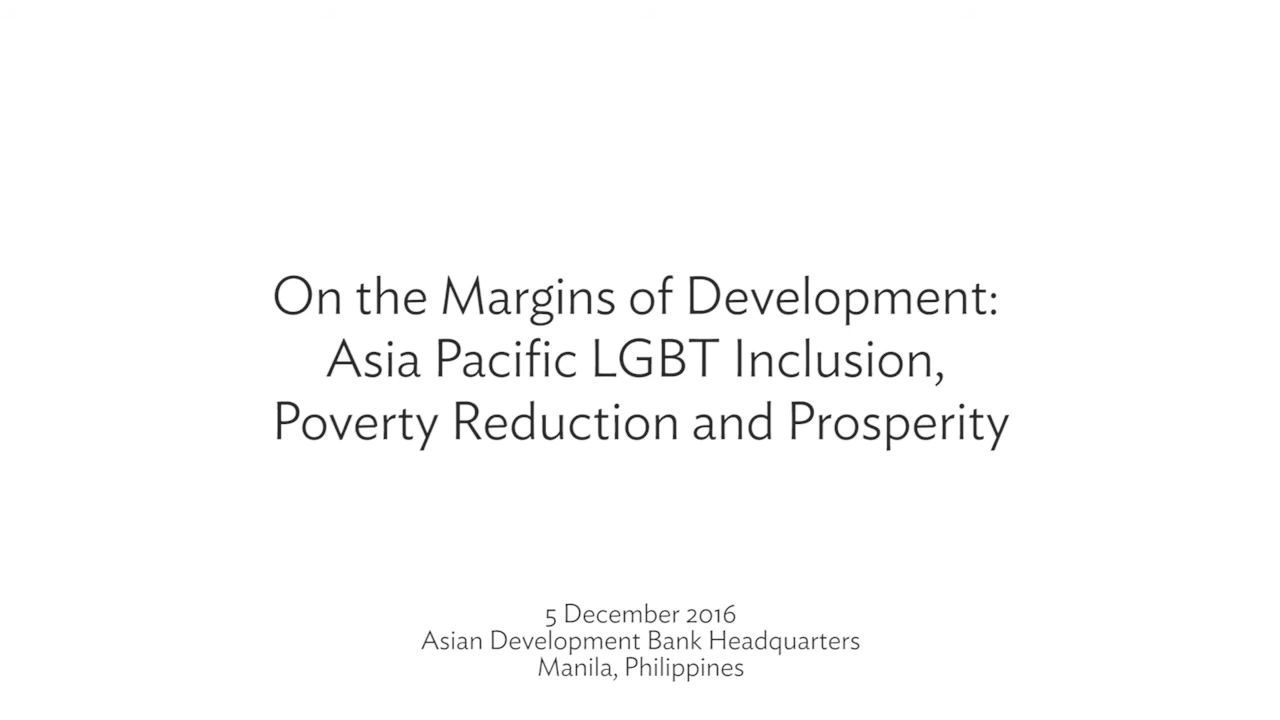 On the Margins of Development:
Asia Pacific LGBT Inclusion,
Poverty Reduction and Prosperity
5 December 2016
Asian Development Bank Headquarters
Manila, Philippines